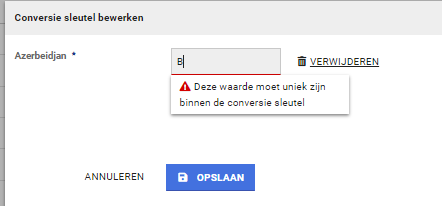 Conversie sleutel bewerken
Azerbeidjan * B VERWIJDEREN
Deze waarde moet uniek zijn
binnen de conversie sleutel
ANNULEREN OPSLAAN